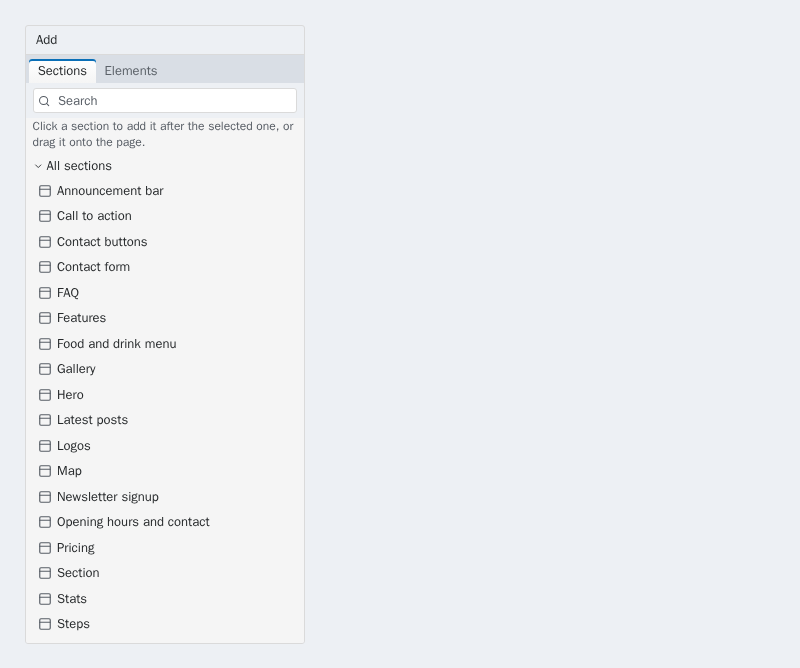 Add
Sections
Elements
Search
Click a section to add it after the selected one, or
drag it onto the page.
All sections
Announcement bar
Call to action
Contact buttons
Contact form
FAQ
Features
Food and drink menu
Gallery
Hero
Latest posts
Logos
Map
Newsletter signup
Opening hours and contact
Pricing
Section
Stats
Steps